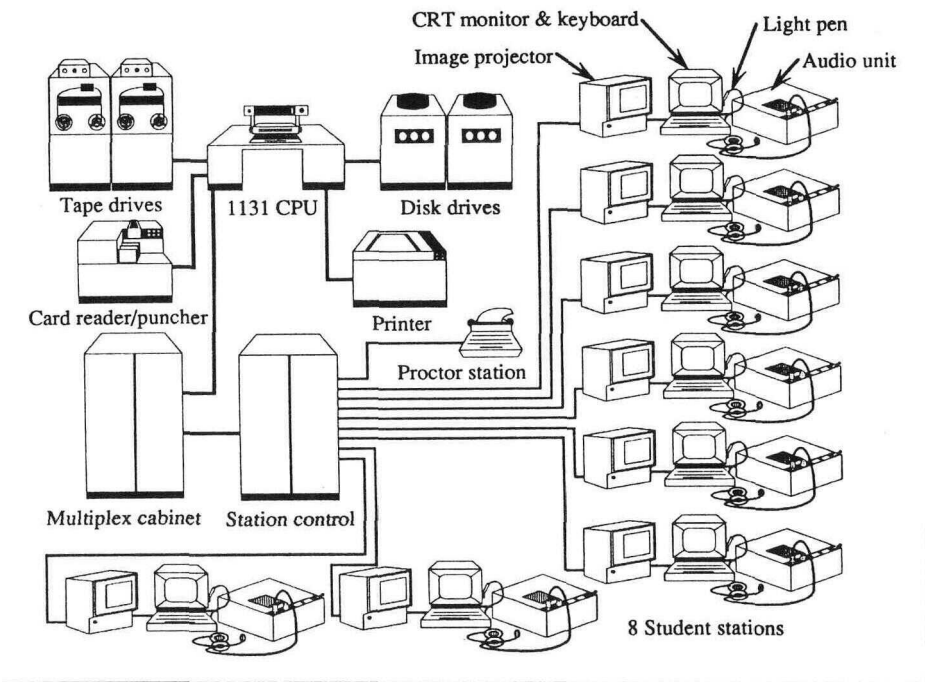 CRT monitor & keyboard
Light pen
Image projector
Audio unit
Tape drives
1131 CPU
Disk drives
Card reader/puncher
Printer
Proctor station
Multiplex cabinet
Station control
8 Student stations